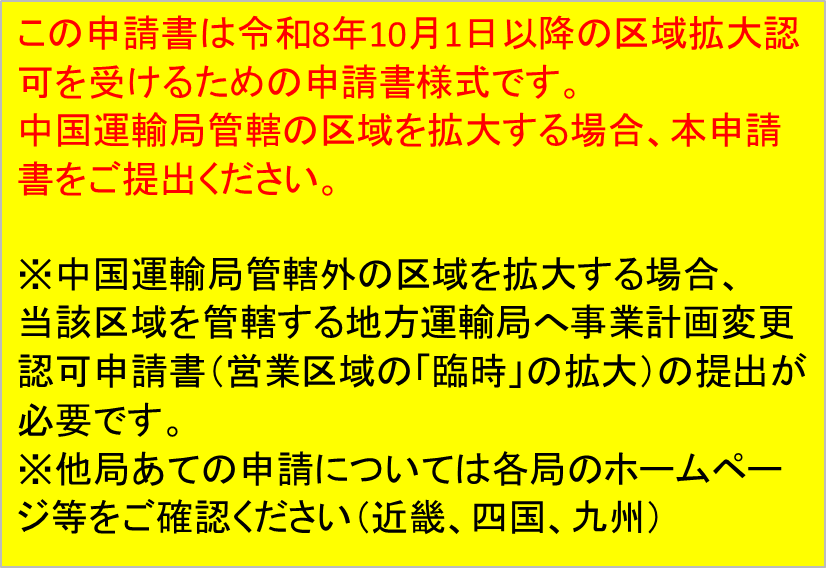 この申請書は令和8年10月1日以降の区域拡大認
可を受けるための申請書様式です。
中国運輸局管轄の区域を拡大する場合、本申請
書をご提出ください。
※中国運輸局管轄外の区域を拡大する場合、
当該区域を管轄する地方運輸局へ事業計画変更
認可申請書（営業区域の「臨時」の拡大）の提出が
必要です。
※他局あての申請については各局のホームペー
ジ等をご確認ください（近畿、四国、九州）